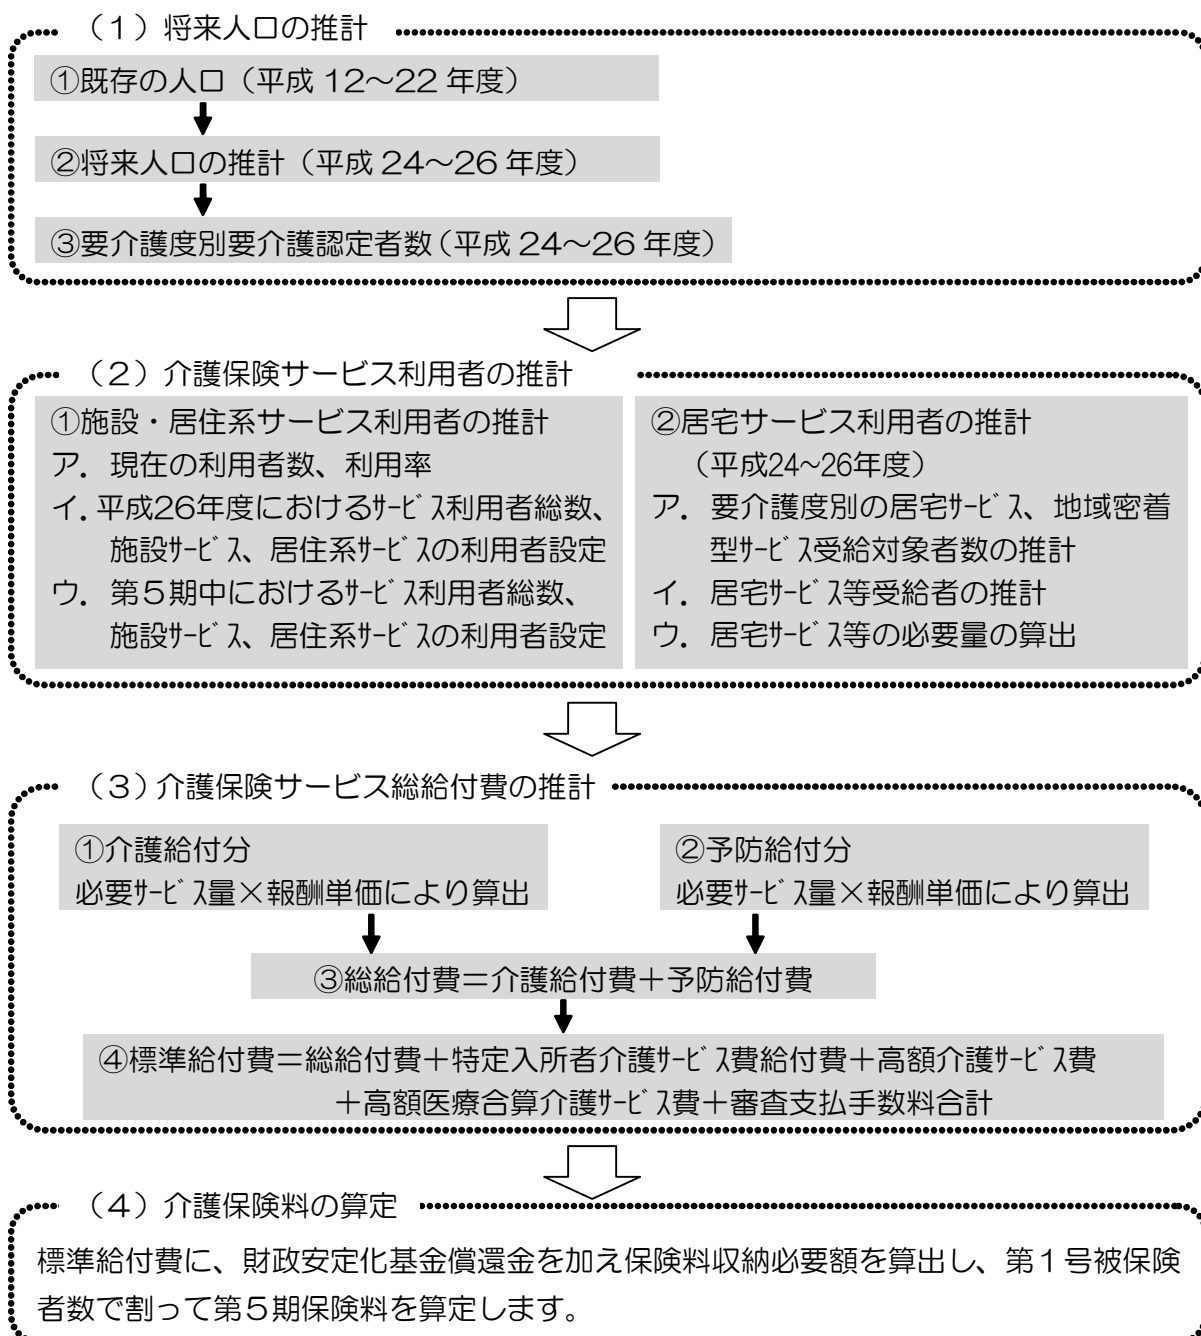 （１）将来人口の推計
①既存の人口（平成 12～22 年度）
②将来人口の推計（平成 24～26 年度）
③要介護度別要介護認定者数（平成 24～26 年度）
（２）介護保険サービス利用者の推計
①施設・居住系サービス利用者の推計
ア．現在の利用者数、利用率
イ．平成26年度におけるｻｰﾋﾞｽ利用者総数、
施設ｻｰﾋﾞｽ、居住系ｻｰﾋﾞｽの利用者設定
ウ．第５期中におけるｻｰﾋﾞｽ利用者総数、
施設ｻｰﾋﾞｽ、居住系ｻｰﾋﾞｽの利用者設定
②居宅サービス利用者の推計
（平成24~26年度）
ア．要介護度別の居宅ｻｰﾋﾞｽ、地域密着
型ｻｰﾋﾞｽ受給対象者数の推計
イ．居宅ｻｰﾋﾞｽ等受給者の推計
ウ．居宅ｻｰﾋﾞｽ等の必要量の算出
（３）介護保険サービス総給付費の推計
①介護給付分
必要ｻｰﾋﾞｽ量×報酬単価により算出
②予防給付分
必要ｻｰﾋﾞｽ量×報酬単価により算出
③総給付費＝介護給付費＋予防給付費
④標準給付費＝総給付費＋特定入所者介護ｻｰﾋﾞｽ費給付費＋高額介護ｻｰﾋﾞｽ費
＋高額医療合算介護ｻｰﾋﾞｽ費＋審査支払手数料合計
（４）介護保険料の算定
標準給付費に、財政安定化基金償還金を加え保険料収納必要額を算出し、第１号被保険
者数で割って第５期保険料を算定します。